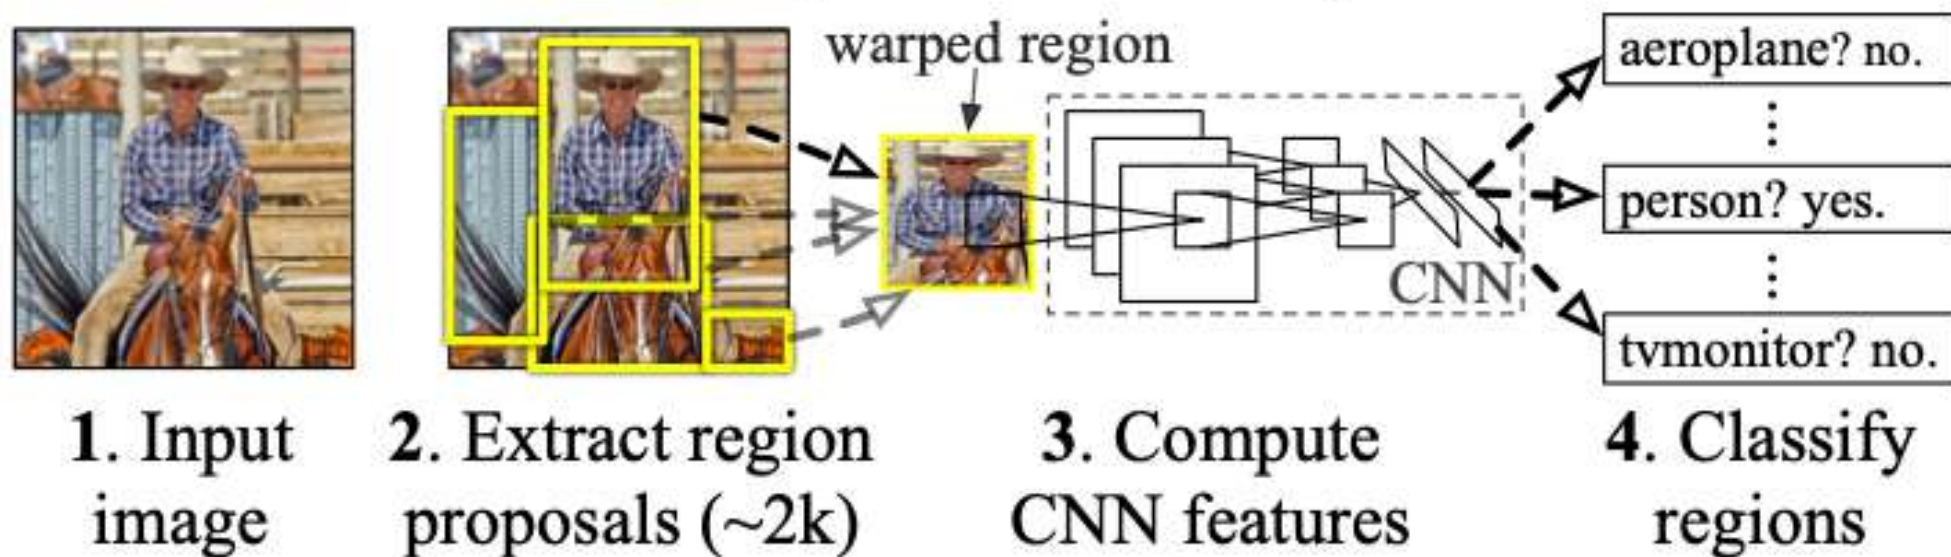 warped region
aeroplane? no.
person? yes.
CNN
tvmonitor? no.
1. Input
image
2. Extract region
proposals (~2k)
3. Compute
CNN features
4. Classify
regions